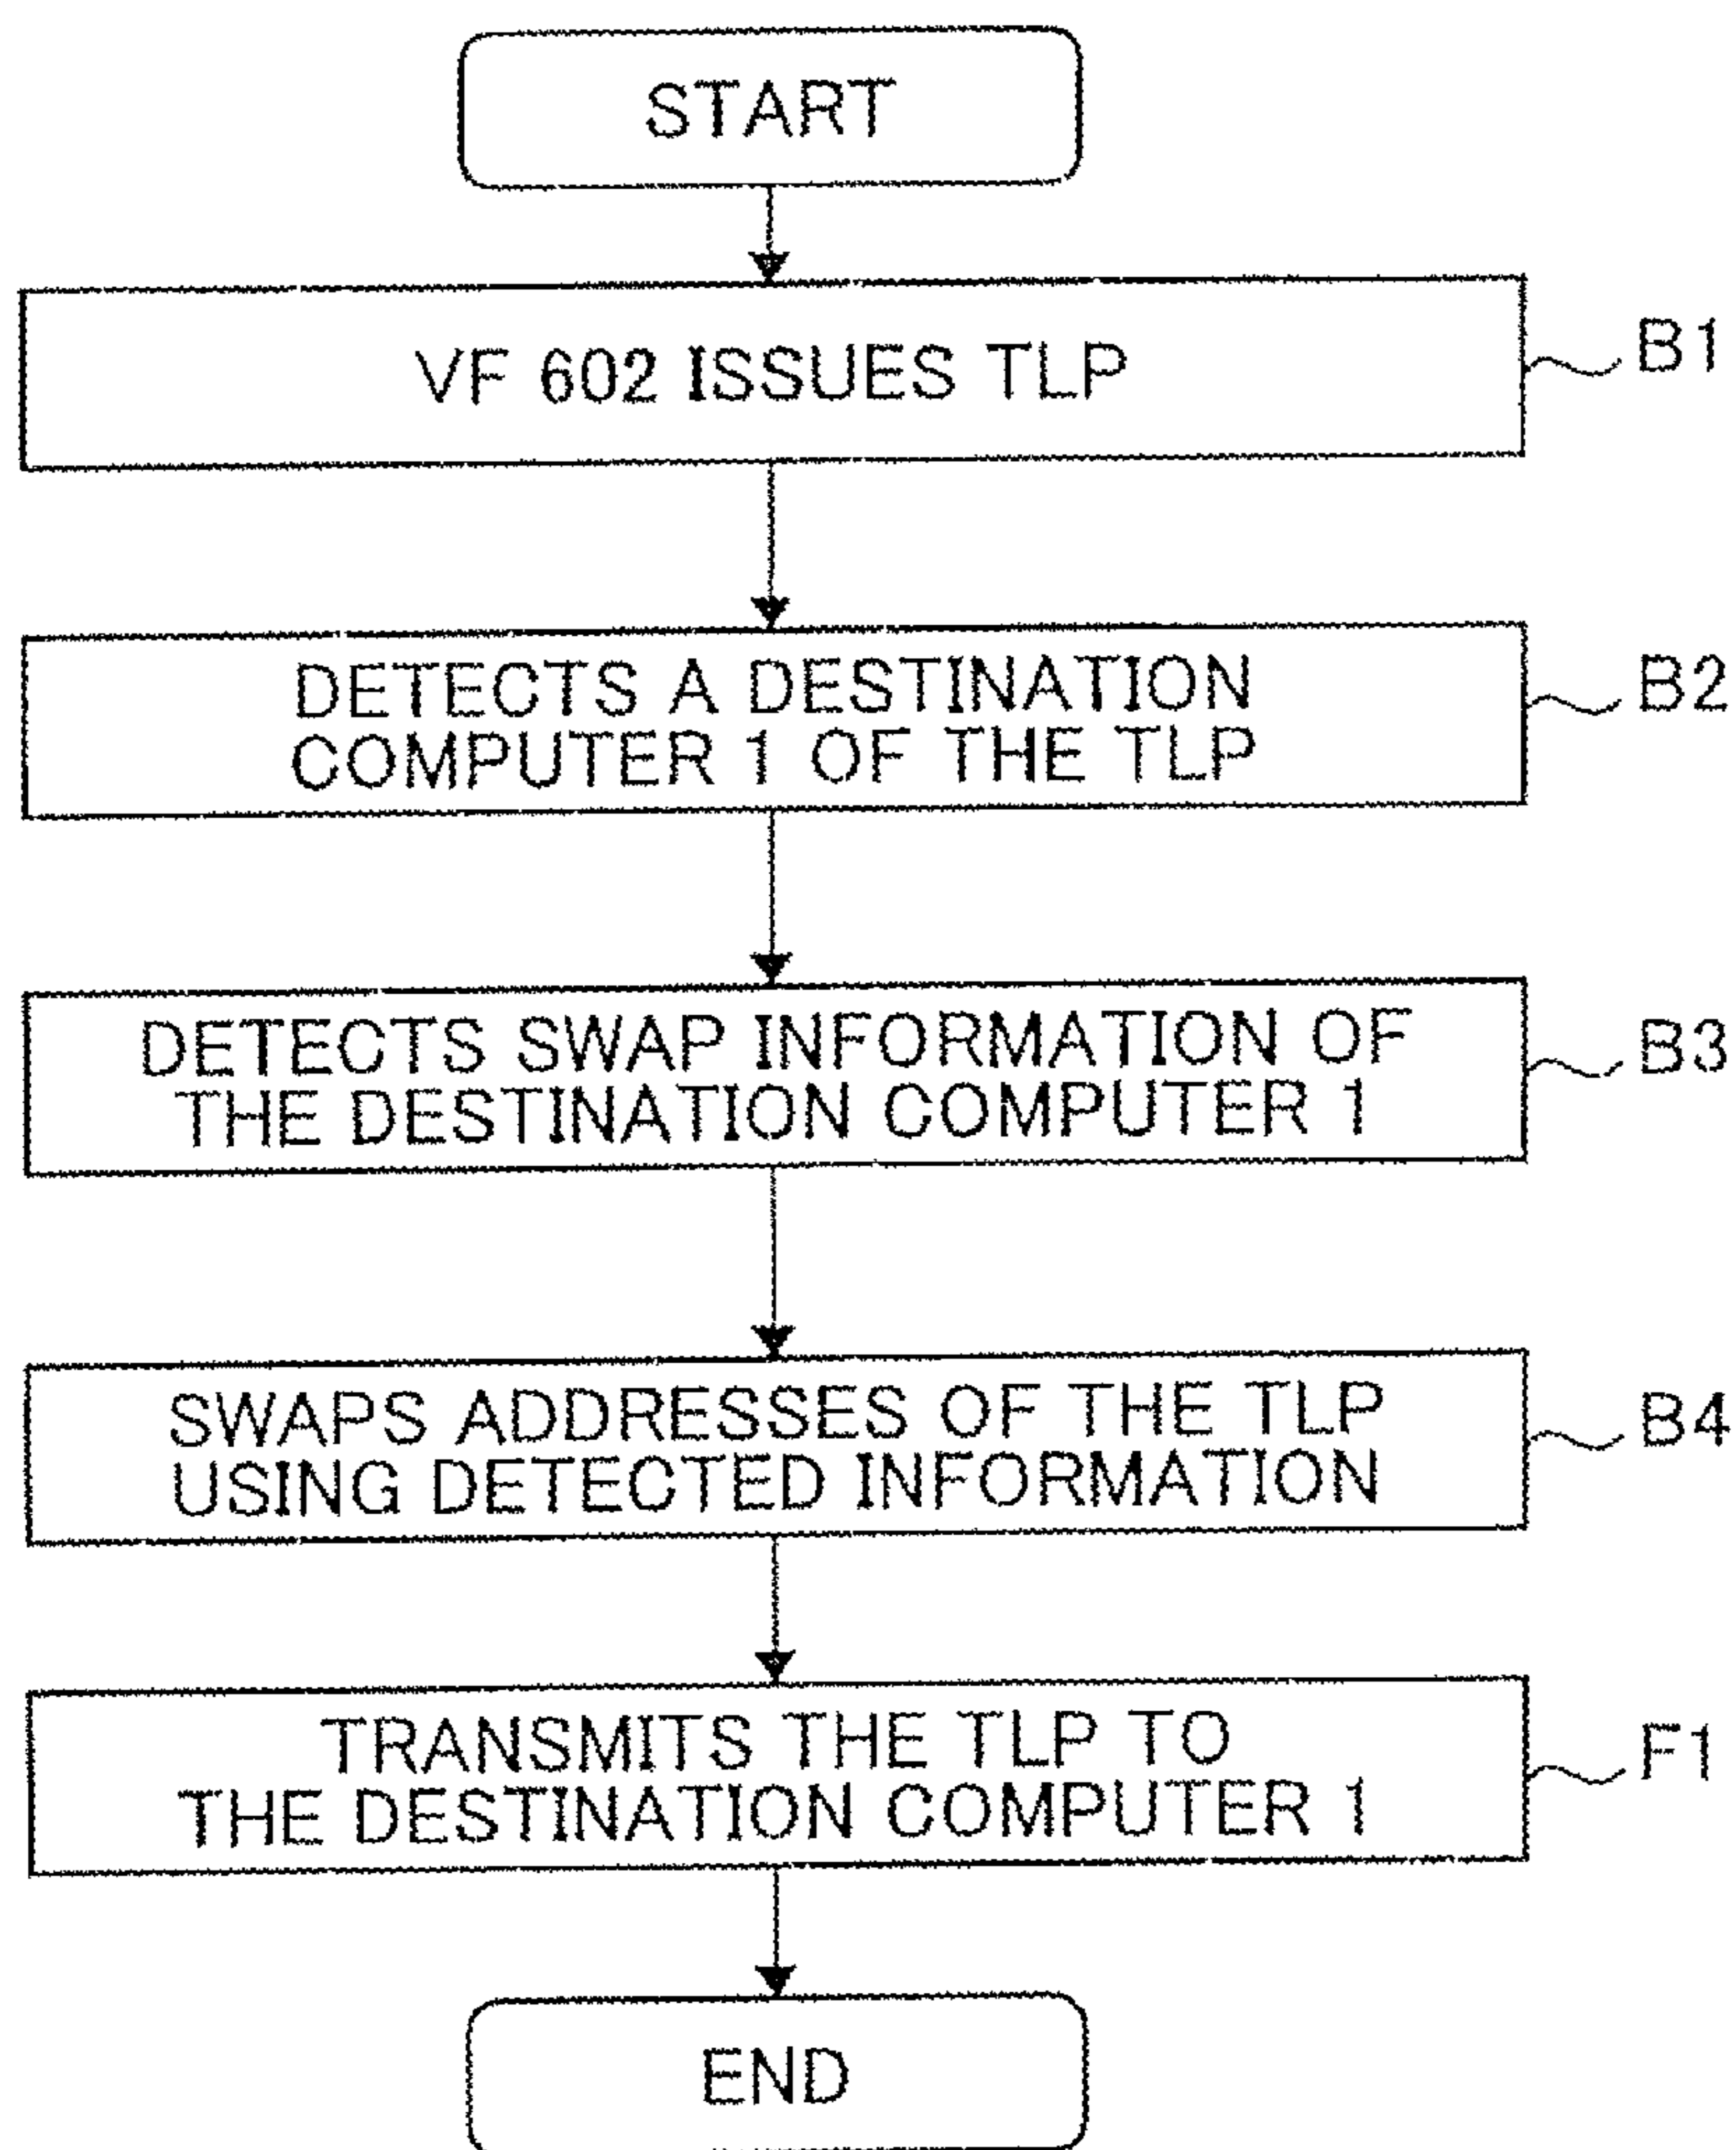 START
VF 602 ISSUES TLP
B1
DETECTS A DESTINATION
COMPUTER 1 OF THE TLP
B2
DETECTS SWAP INFORMATION OF
THE DESTINATION COMPUTER 1
B3
SWAPS ADDRESSES OF THE TLP
USING DETECTED INFORMATION
B4
TRANSMITS THE TLP TO
THE DESTINATION COMPUTER 1
F1
END